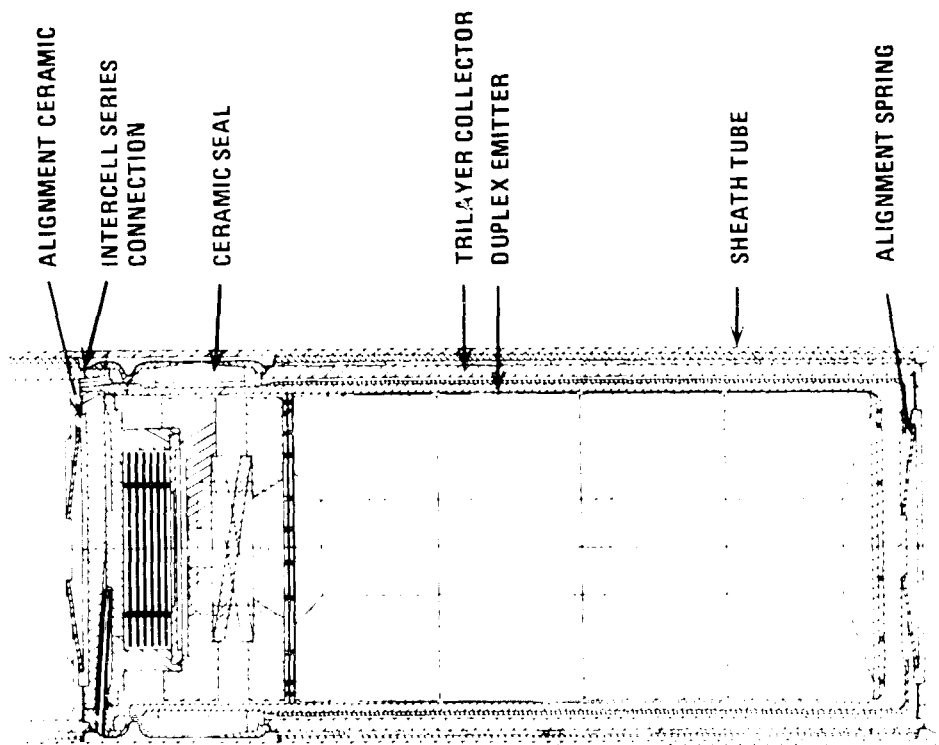 ALIGNMENT CERAMIC
INTERCELL SERIES
CONNECTION
CERAMIC SEAL
TRILAYER COLLECTOR
DUPLEX EMITTER
SHEATH TUBE
ALIGNMENT SPRING